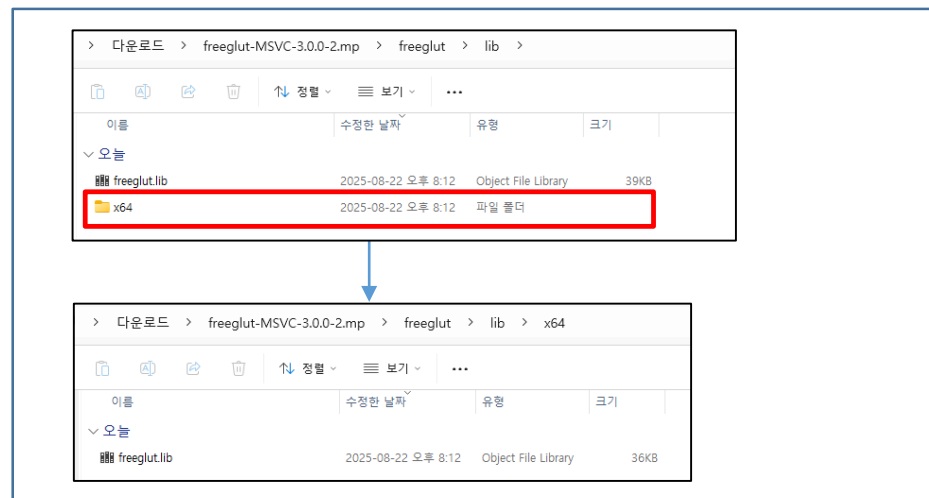 > 다운로드 > freeglut-MSVC-3.0.0-2.mp > freeglut > lib >
정렬 보기 ...
이름 수정한 날짜 유형 크기
오늘
freeglut.lib 2025-08-22 오후 8:12 Object File Library 39KB
x64 2025-08-22 오후 8:12 파일 폴더
> 다운로드 > freeglut-MSVC-3.0.0-2.mp > freeglut > lib > x64
정렬 보기 ...
이름 수정한 날짜 유형 크기
오늘
freeglut.lib 2025-08-22 오후 8:12 Object File Library 36KB